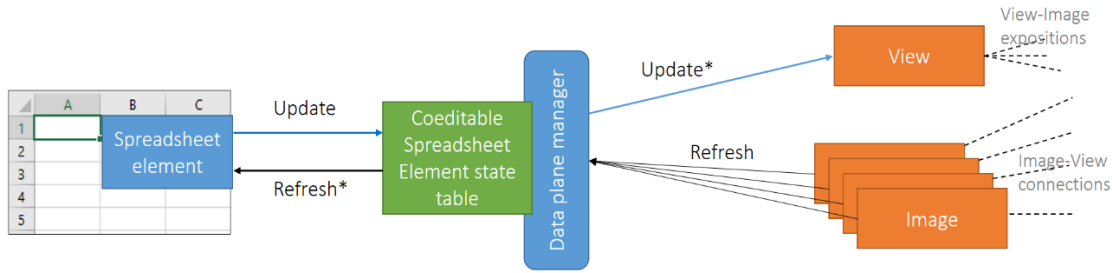 A B C
1
2
3
4
5
Spreadsheet
element
Update
Refresh*
Coeditable
Spreadsheet
Element state
table
Data plane manager
Update*
Refresh
View
View-Image
expositions
Image-View
connections
Image